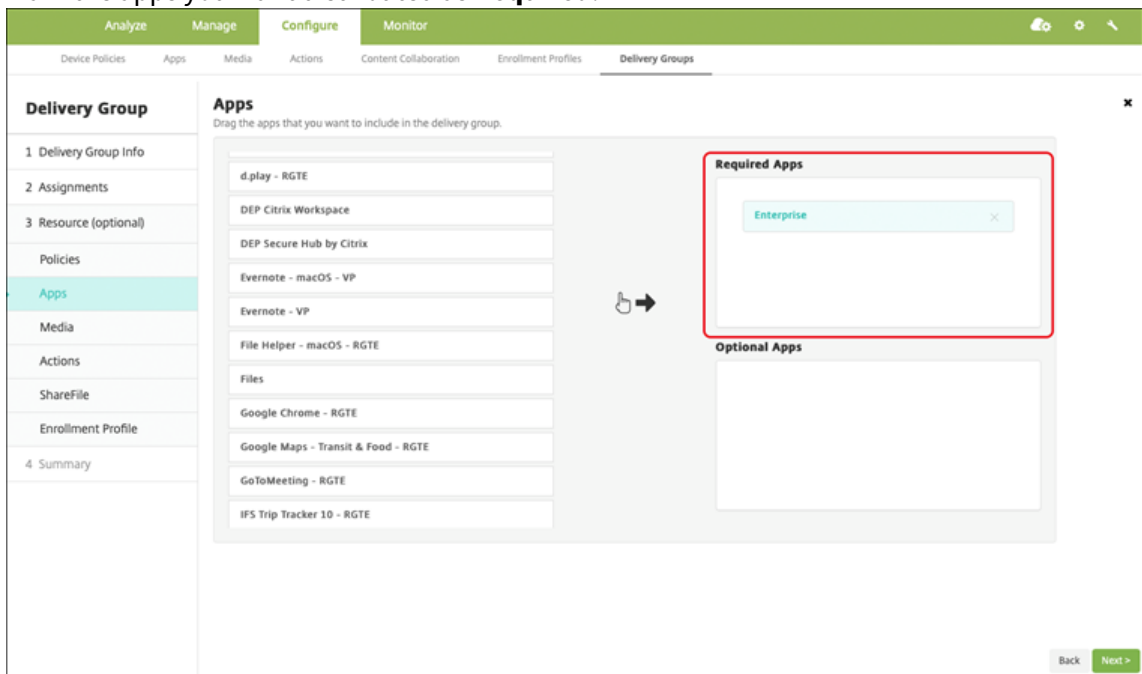 Analyze Manage Configure Monitor
Device Policies Apps Media Actions Content Collaboration Enrollment Profiles Delivery Groups
Delivery Group
1 Delivery Group Info
2 Assignments
3 Resource (optional)
Policies
Apps
Media
Actions
ShareFile
Enrollment Profile
4 Summary
Apps
Drag the apps that you want to include in the delivery group.
d.play - RGTE
DEP Citrix Workspace
DEP Secure Hub by Citrix
Evernote - macOS - VP
Evernote - VP
File Helper - macOS - RGTE
Files
Google Chrome - RGTE
Google Maps - Transit & Food - RGTE
GoToMeeting - RGTE
IFS Trip Tracker 10 - RGTE
Required Apps
Enterprise
Optional Apps
Back Next >